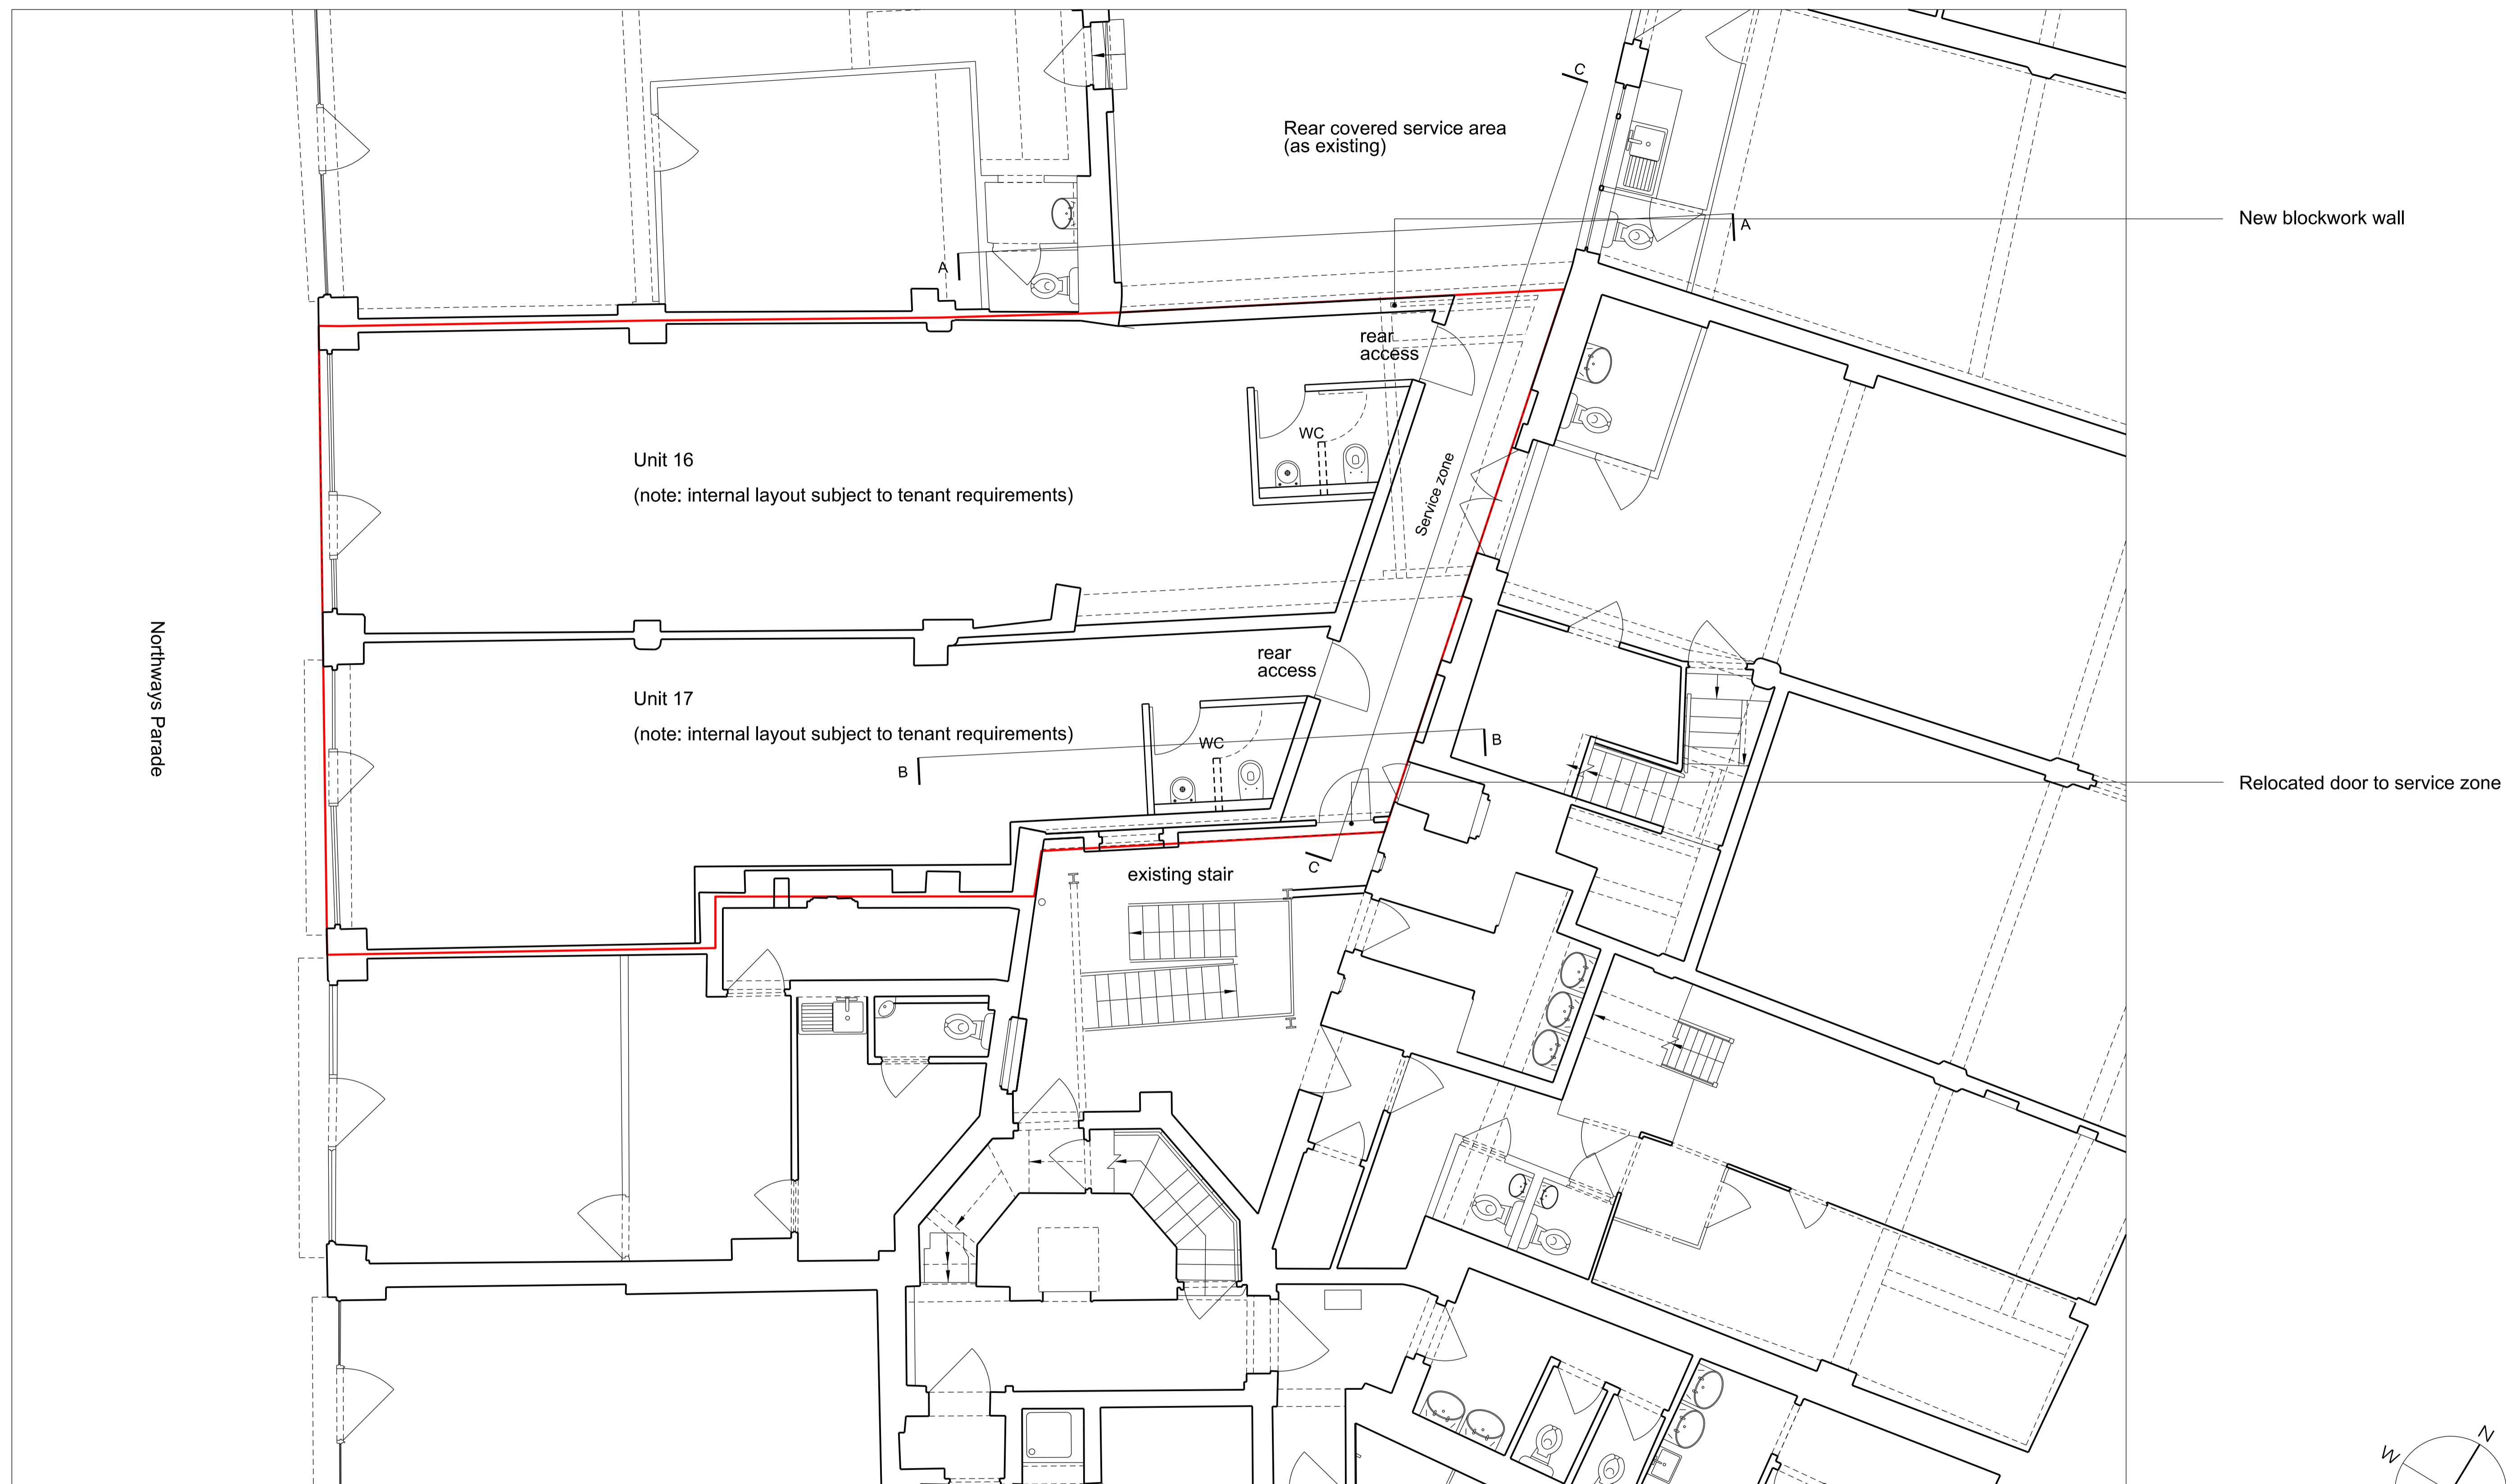 C
Rear covered service area
(as existing)
New blockwork wall
A
A
rear
access
WC
Unit 16
(note: internal layout subject to tenant requirements)
Service zone
Northways Parade
rear
access
Unit 17
(note: internal layout subject to tenant requirements)
WC
B
B
Relocated door to service zone
C
existing stair
N
W